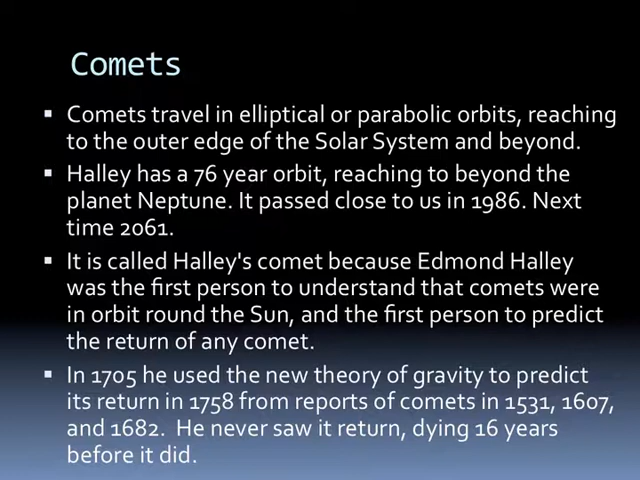 Comets
▪ Comets travel in elliptical or parabolic orbits, reaching
to the outer edge of the Solar System and beyond.
▪ Halley has a 76 year orbit, reaching to beyond the
planet Neptune. It passed close to us in 1986. Next
time 2061.
▪ It is called Halley's comet because Edmond Halley
was the first person to understand that comets were
in orbit round the Sun, and the first person to predict
the return of any comet.
▪ In 1705 he used the new theory of gravity to predict
its return in 1758 from reports of comets in 1531, 1607,
and 1682.  He never saw it return, dying 16 years
before it did.